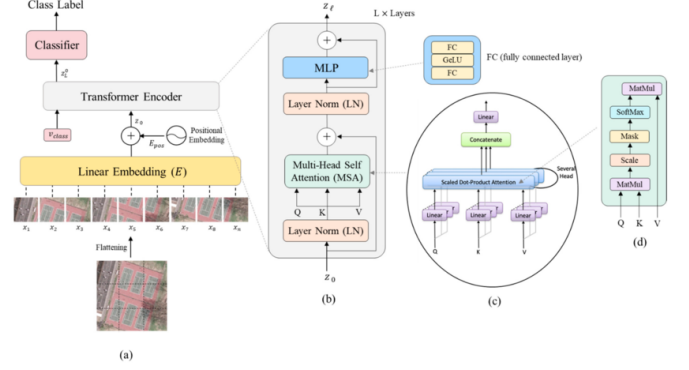 Class Label
Classifier
Transformer Encoder
v_class
z_0
E_pos
Positional
Embedding
Linear Embedding (E)
x_1 x_2 x_3 x_4 x_5 x_6 x_7 x_8 x_n
Flattening
(a)
z_ℓ
L × Layers
MLP
Layer Norm (LN)
Multi-Head Self
Attention (MSA)
Q K V
Layer Norm (LN)
z_0
(b)
FC
GeLU
FC
FC (fully connected layer)
Linear
Concatenate
Scaled Dot-Product Attention
Several
Head
Linear Linear Linear
Q K V
(c)
MatMul
SoftMax
Mask
Scale
MatMul
Q K V
(d)